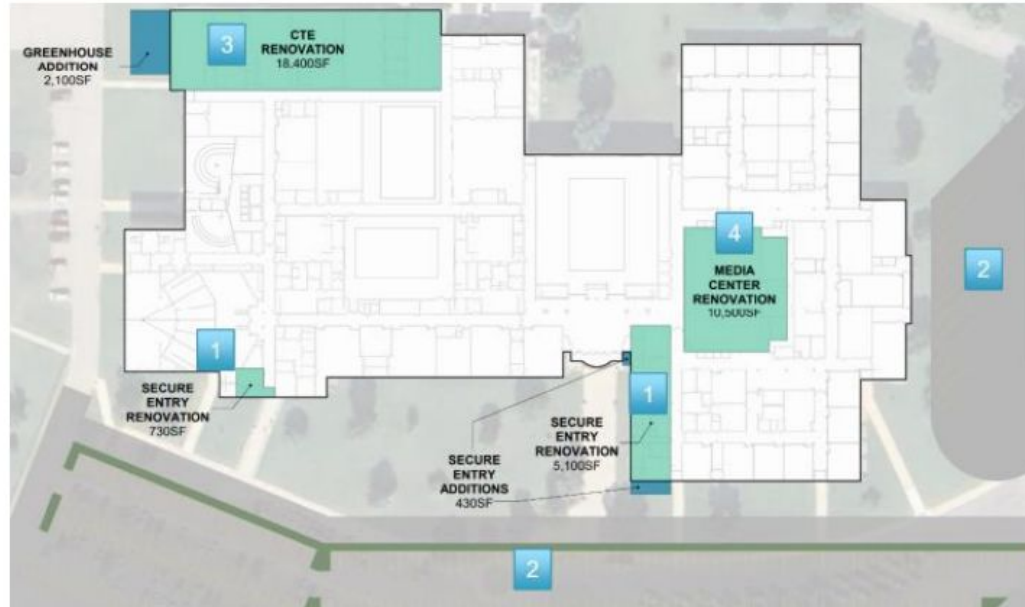 GREENHOUSE
ADDITION
2,100SF
3
CTE
RENOVATION
18,400SF
4
MEDIA
CENTER
RENOVATION
10,500SF
2
1
SECURE
ENTRY
RENOVATION
730SF
1
SECURE
ENTRY
RENOVATION
5,100SF
SECURE
ENTRY
ADDITIONS
430SF
2